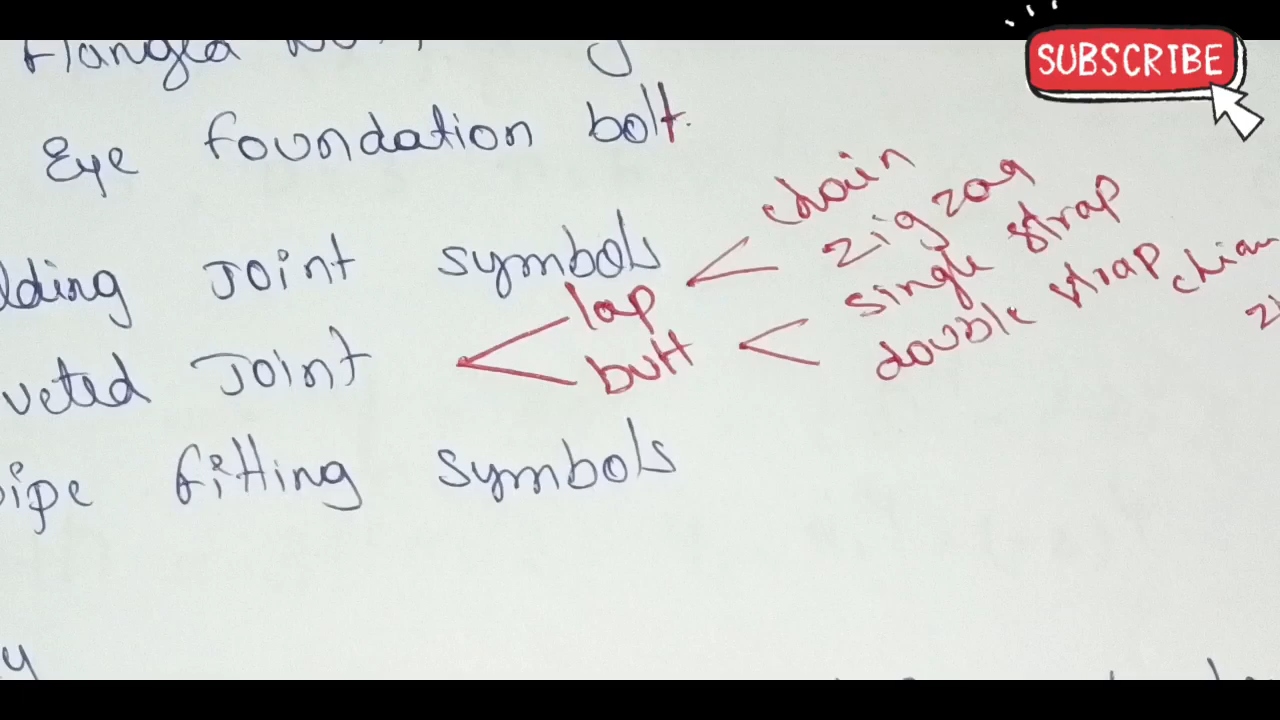 SUBSCRIBE
Flanged
Eye foundation bolt.
lding Joint symbols
veted Joint
ipe fitting symbols
lap
butt
chain
zigzag
single strap
double strap